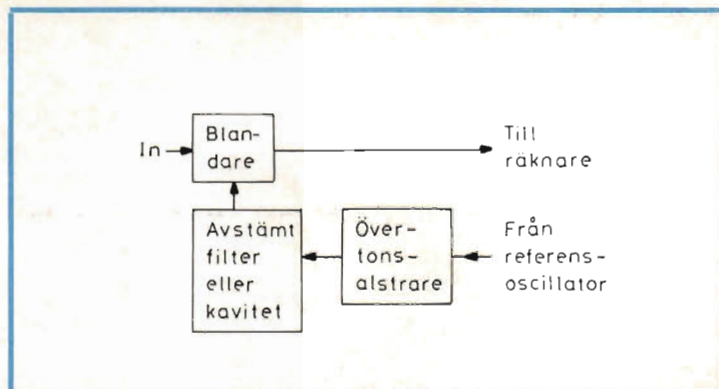 In
Blan-
dare
Till
räknare
Avstämt
filter
eller
kavitet
Över-
tons-
alstrare
Från
referens-
oscillator